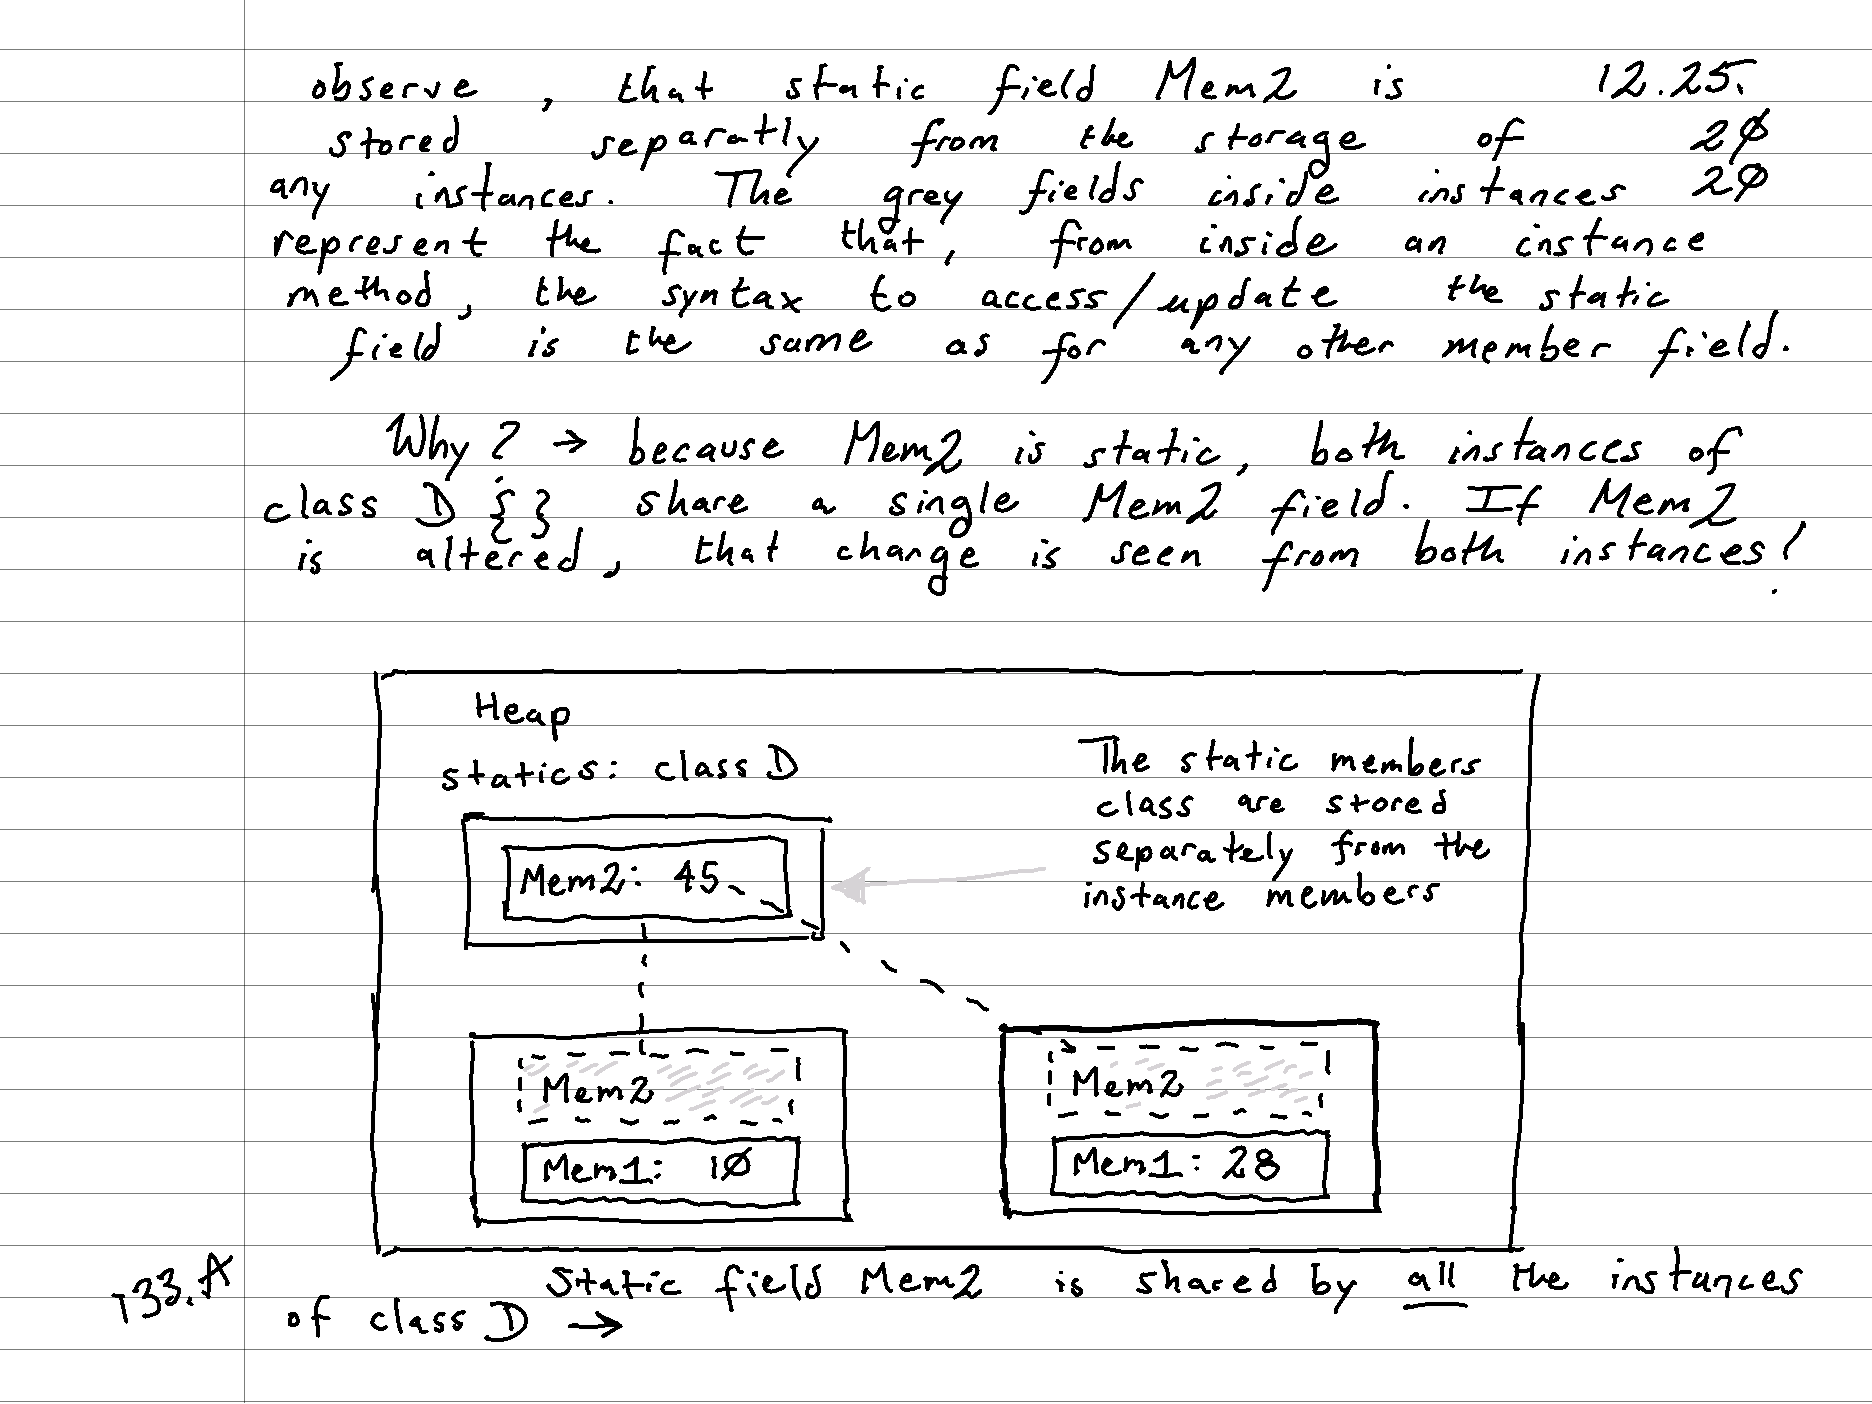 observe , that static field Mem2 is 12.25.
stored separatly from the storage of 2∅
any instances. The grey fields inside instances 2∅
represent the fact that, from inside an instance
method, the syntax to access/update the static
field is the same as for any other member field.
Why ? → because Mem2 is static, both instances of
class D { } share a single Mem2 field. If Mem2
is altered, that change is seen from both instances!
Heap
statics: class D
The static members
class are stored
separately from the
instance members
Mem2: 45
Mem2
Mem2
Mem1: 1∅
Mem1: 28
T33.A
Static field Mem2 is shared by all the instances
of class D →